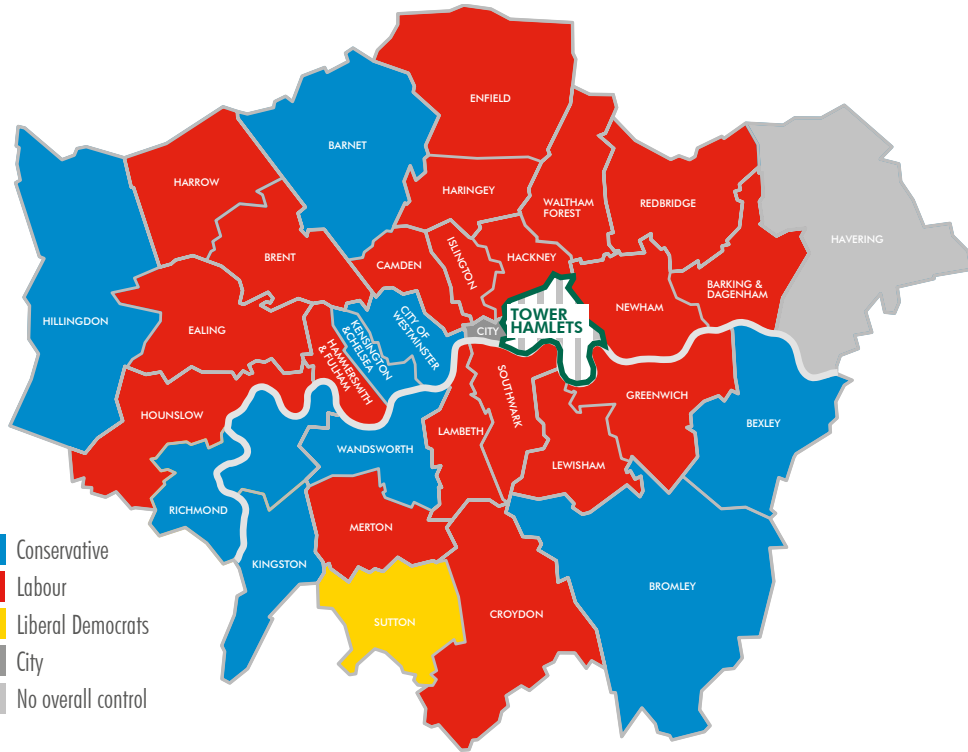 ENFIELD
BARNET
HARROW
HARINGEY
WALTHAM
FOREST
REDBRIDGE
HAVERING
BRENT
CAMDEN
ISLINGTON
HACKNEY
BARKING &
DAGENHAM
NEWHAM
HILLINGDON
EALING
TOWER
HAMLETS
CITY
CITY OF
WESTMINSTER
KENSINGTON
&CHELSEA
HAMMERSMITH
& FULHAM
HOUNSLOW
SOUTHWARK
GREENWICH
BEXLEY
LAMBETH
WANDSWORTH
LEWISHAM
RICHMOND
MERTON
KINGSTON
BROMLEY
SUTTON
CROYDON
Conservative
Labour
Liberal Democrats
City
No overall control